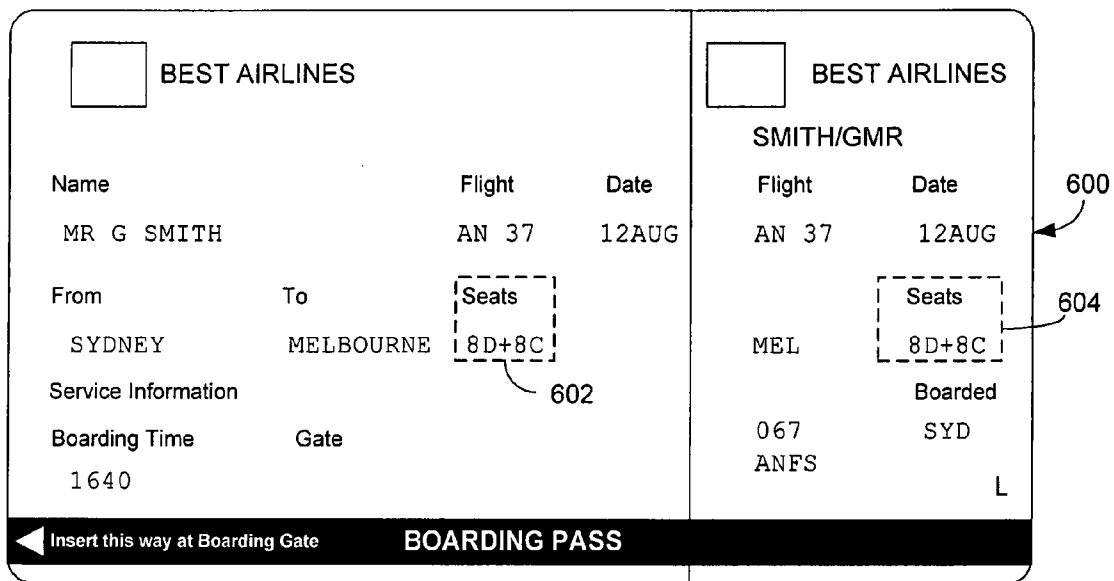 BEST AIRLINES
Name Flight Date
MR G SMITH AN 37 12AUG
From To Seats
SYDNEY MELBOURNE 8D+8C
602
Service Information
Boarding Time Gate
1640
Insert this way at Boarding Gate BOARDING PASS
BEST AIRLINES
SMITH/GMR
Flight Date
AN 37 12AUG
Seats
MEL 8D+8C
Boarded
067 SYD
ANFS
L
600
604